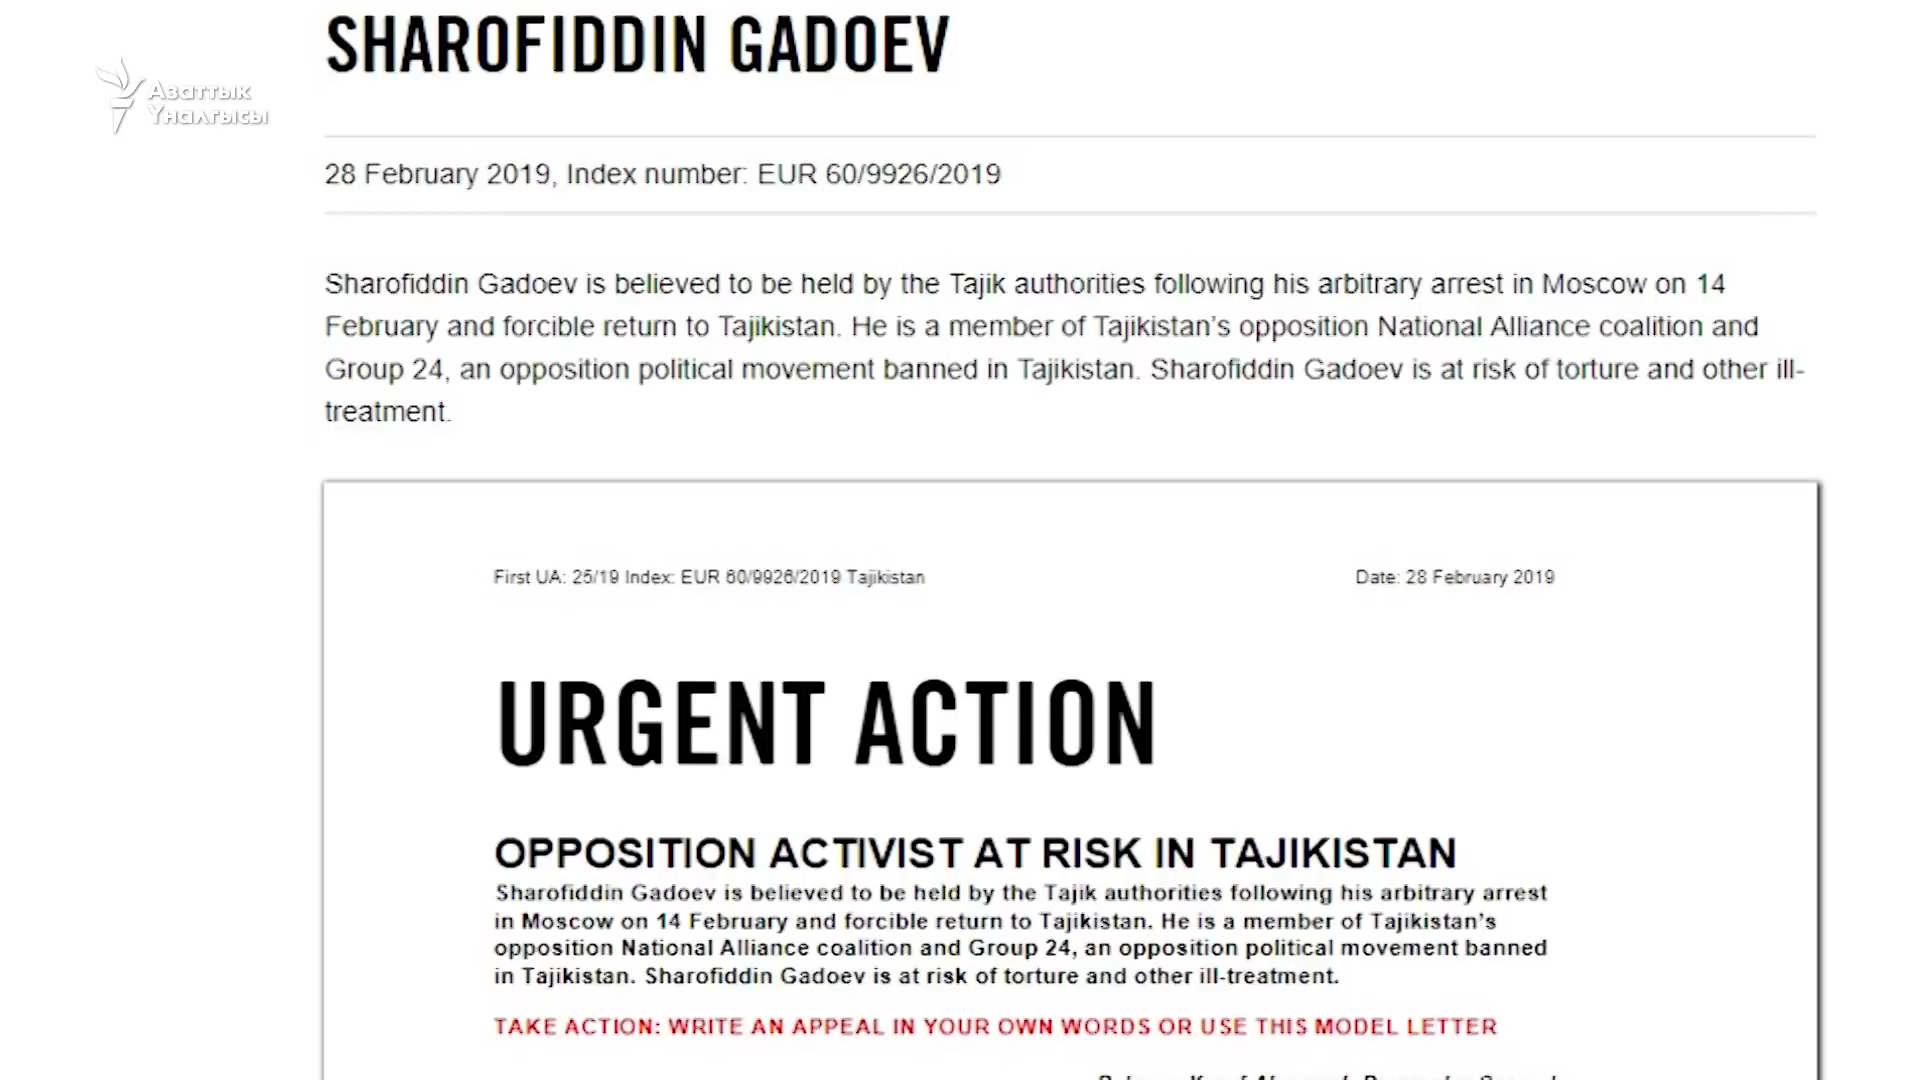 SHAROFIDDIN GADOEV
Азаттык
Үналгысы
28 February 2019, Index number: EUR 60/9926/2019
Sharofiddin Gadoev is believed to be held by the Tajik authorities following his arbitrary arrest in Moscow on 14
February and forcible return to Tajikistan. He is a member of Tajikistan’s opposition National Alliance coalition and
Group 24, an opposition political movement banned in Tajikistan. Sharofiddin Gadoev is at risk of torture and other ill-
treatment.
First UA: 25/19 Index: EUR 60/9926/2019 Tajikistan
Date: 28 February 2019
URGENT ACTION
OPPOSITION ACTIVIST AT RISK IN TAJIKISTAN
Sharofiddin Gadoev is believed to be held by the Tajik authorities following his arbitrary arrest
in Moscow on 14 February and forcible return to Tajikistan. He is a member of Tajikistan’s
opposition National Alliance coalition and Group 24, an opposition political movement banned
in Tajikistan. Sharofiddin Gadoev is at risk of torture and other ill-treatment.
TAKE ACTION: WRITE AN APPEAL IN YOUR OWN WORDS OR USE THIS MODEL LETTER